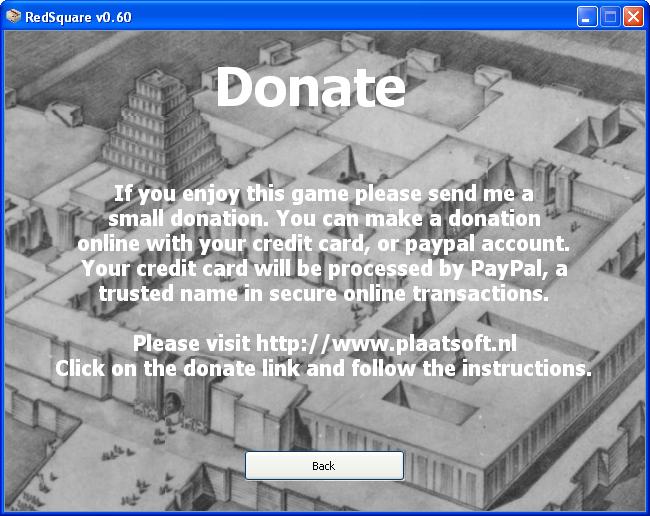 RedSquare v0.60
Donate
If you enjoy this game please send me a
small donation. You can make a donation
online with your credit card, or paypal account.
Your credit card will be processed by PayPal, a
trusted name in secure online transactions.
Please visit http://www.plaatsoft.nl
Click on the donate link and follow the instructions.
Back